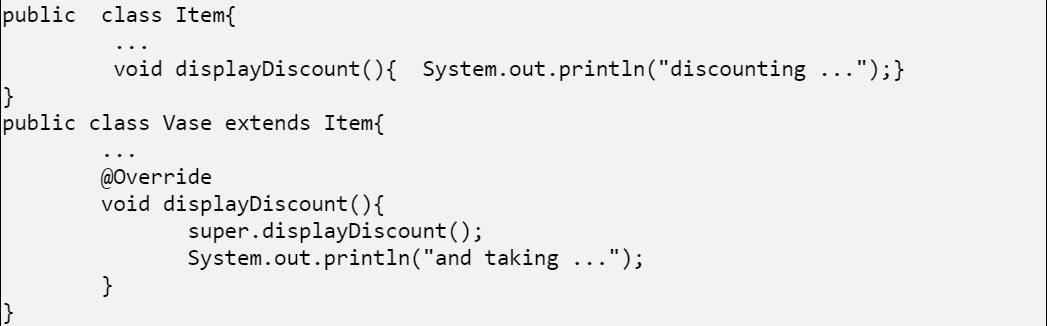 public  class Item{
         ...
         void displayDiscount(){  System.out.println("discounting ...");}
}
public class Vase extends Item{
        ...
        @Override
        void displayDiscount(){
               super.displayDiscount();
               System.out.println("and taking ...");
        }
}